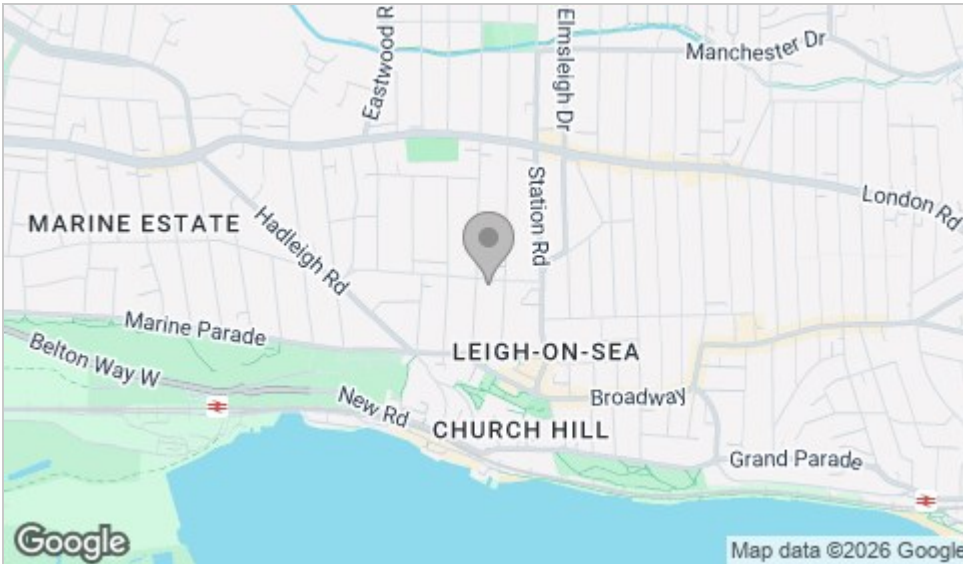 Eastwood R
Elmsleigh Dr
Manchester Dr
Station Rd
London Rd
MARINE ESTATE
Hadleigh Rd
Marine Parade
Belton Way W
LEIGH-ON-SEA
New Rd
Broadway
CHURCH HILL
Grand Parade
Google
Map data ©2026 Google